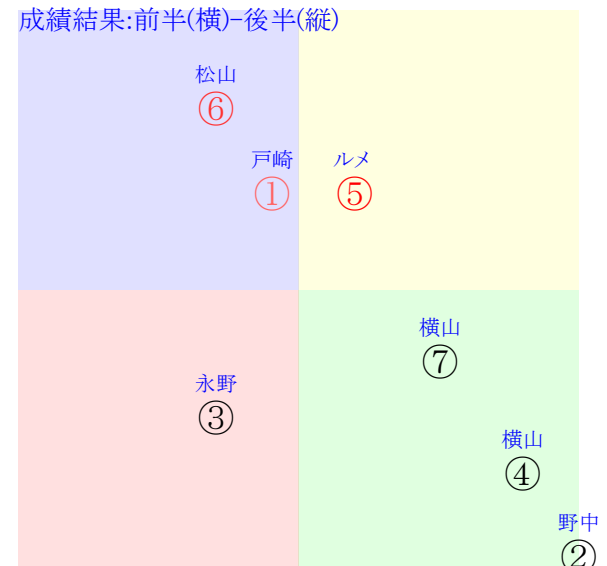 成績結果:前半(横)-後半(縦)
松山
⑥
戸崎
①
ルメ
⑤
横山
⑦
永野
③
横山
④
野中
②